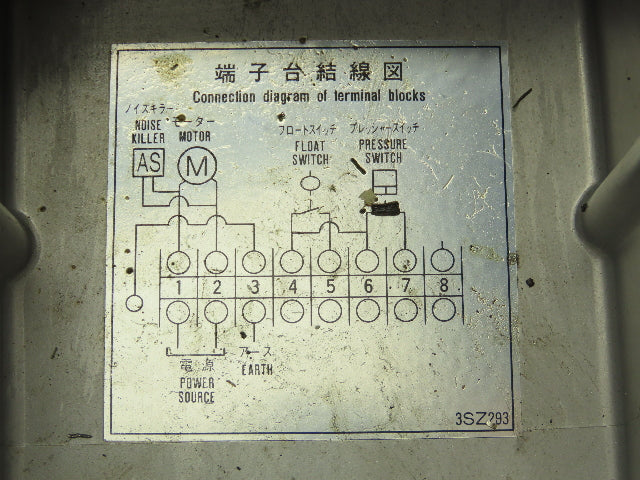 端子台結線図
Connection diagram of terminal blocks
ノイズキラー
NOISE
KILLER
AS
モーター
MOTOR
M
フロートスイッチ
FLOAT
SWITCH
プレッシャースイッチ
PRESSURE
SWITCH
1 2 3 4 5 6 7 8
電源
POWER
SOURCE
アース
EARTH
3SZ293